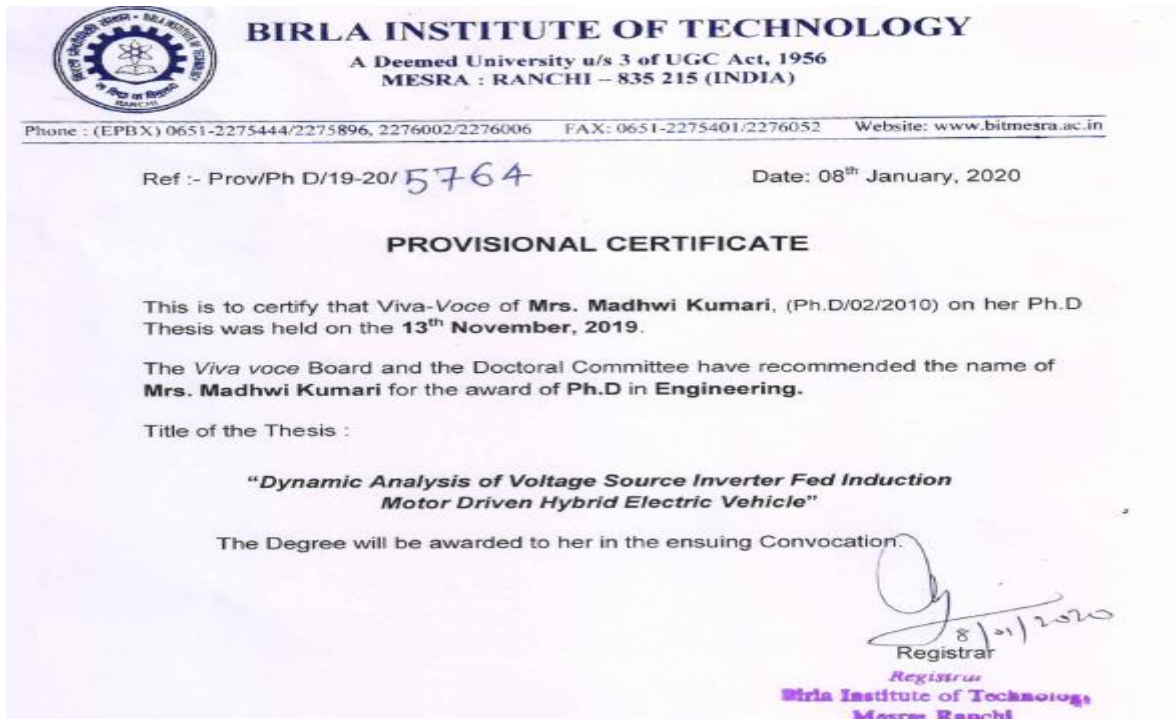 BIRLA INSTITUTE OF TECHNOLOGY
A Deemed University u/s 3 of UGC Act, 1956
MESRA : RANCHI – 835 215 (INDIA)
RANCHI
Phone : (EPBX) 0651-2275444/2275896, 2276002/2276006 FAX: 0651-2275401/2276052 Website: www.bitmesra.ac.in
Ref :- Prov/Ph D/19-20/ 5764 Date: 08th January, 2020
PROVISIONAL CERTIFICATE
This is to certify that Viva-Voce of Mrs. Madhwi Kumari, (Ph.D/02/2010) on her Ph.D
Thesis was held on the 13th November, 2019.
The Viva voce Board and the Doctoral Committee have recommended the name of
Mrs. Madhwi Kumari for the award of Ph.D in Engineering.
Title of the Thesis :
“Dynamic Analysis of Voltage Source Inverter Fed Induction
Motor Driven Hybrid Electric Vehicle”
The Degree will be awarded to her in the ensuing Convocation.
8/01/2020
Registrar
Registrar
Birla Institute of Technology
Mesra Ranchi